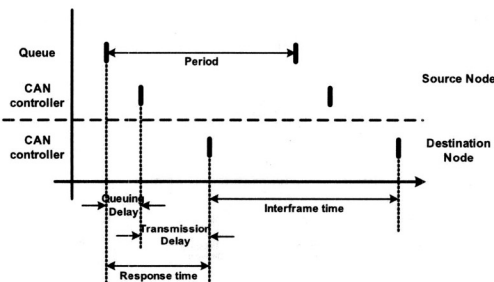 Queue
Period
CAN
controller
Source Node
CAN
controller
Destination
Node
Queuing
Delay
Interframe time
Transmission
Delay
Response time